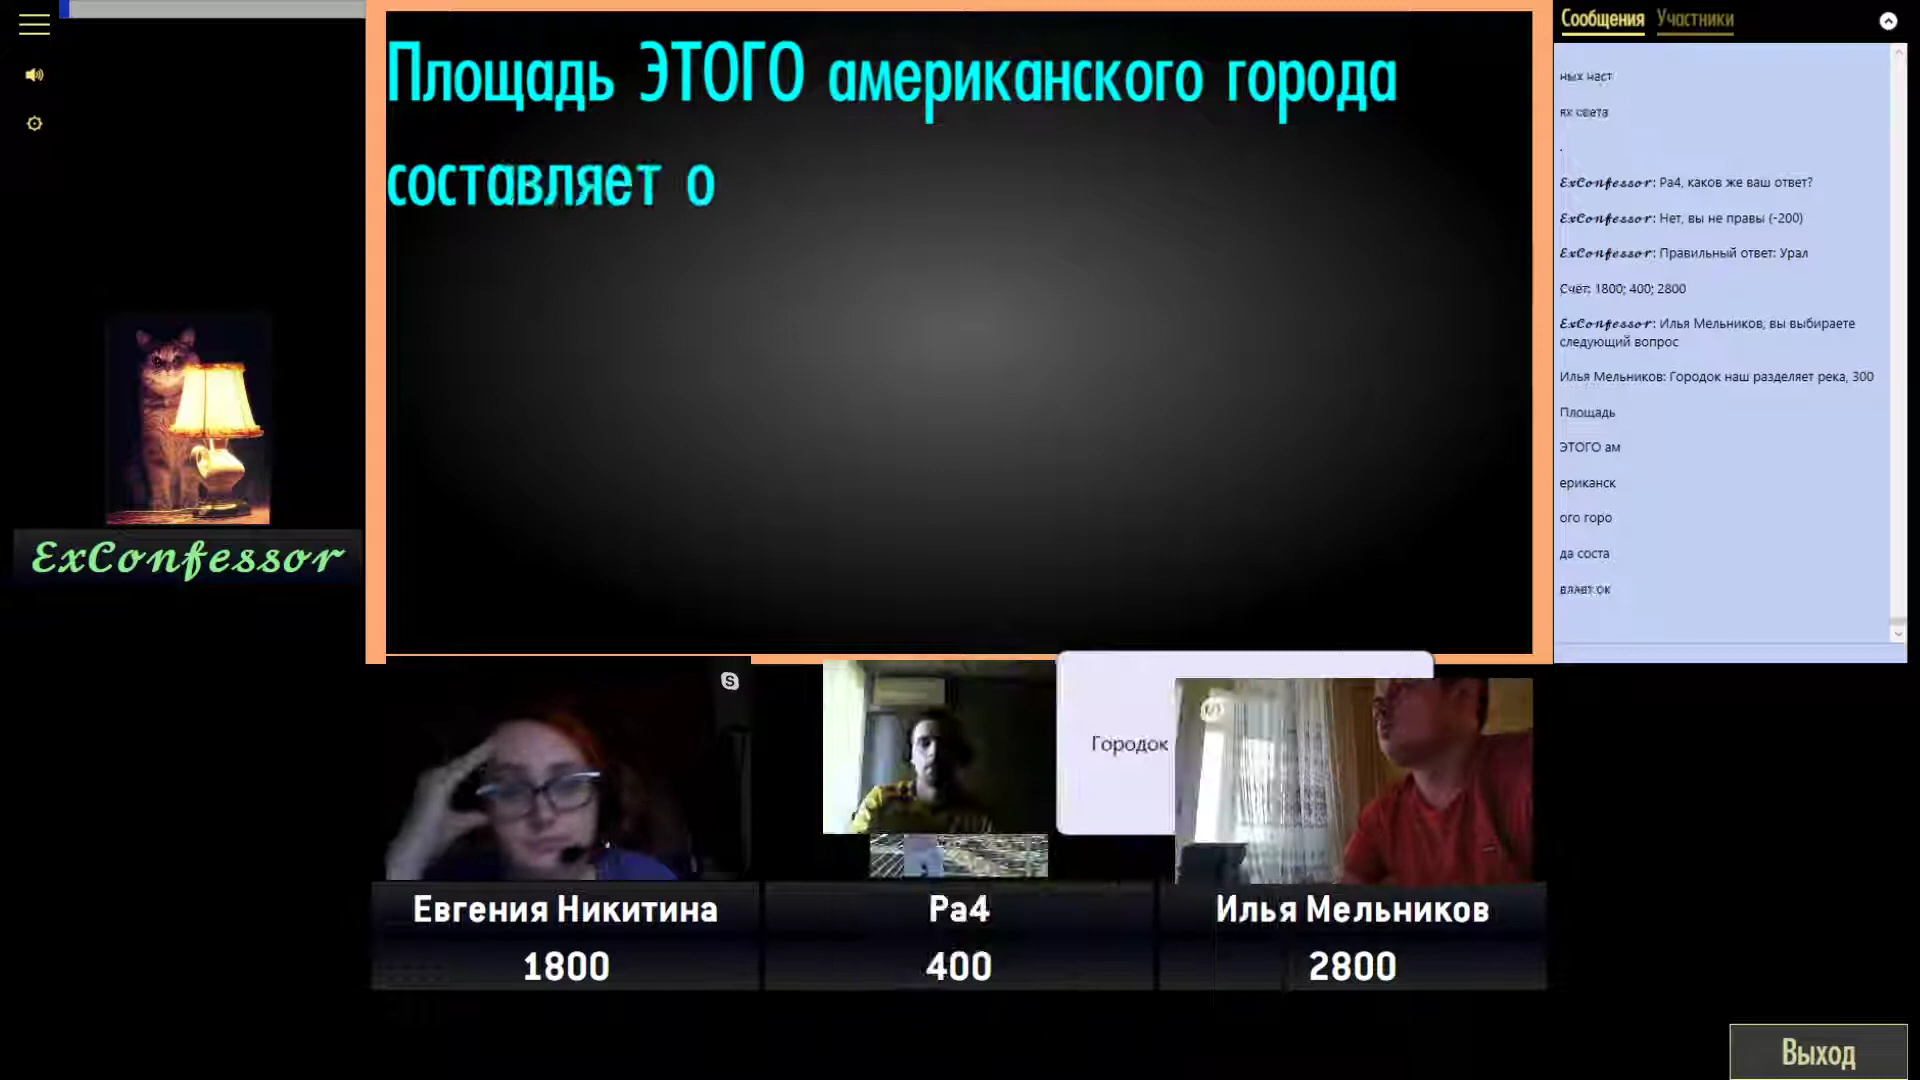 Площадь ЭТОГО американского города
составляет о
Сообщения Участники
ных наст
ях света
.
ExConfessor: Ра4, каков же ваш ответ?
ExConfessor: Нет, вы не правы (-200)
ExConfessor: Правильный ответ: Урал
Счёт: 1800; 400; 2800
ExConfessor: Илья Мельников, вы выбираете
следующий вопрос
Илья Мельников: Городок наш разделяет река, 300
Площадь
ЭТОГО ам
ериканск
ого горо
да соста
вляет ок
ExConfessor
Городок
Евгения Никитина
1800
Ра4
400
Илья Мельников
2800
Выход